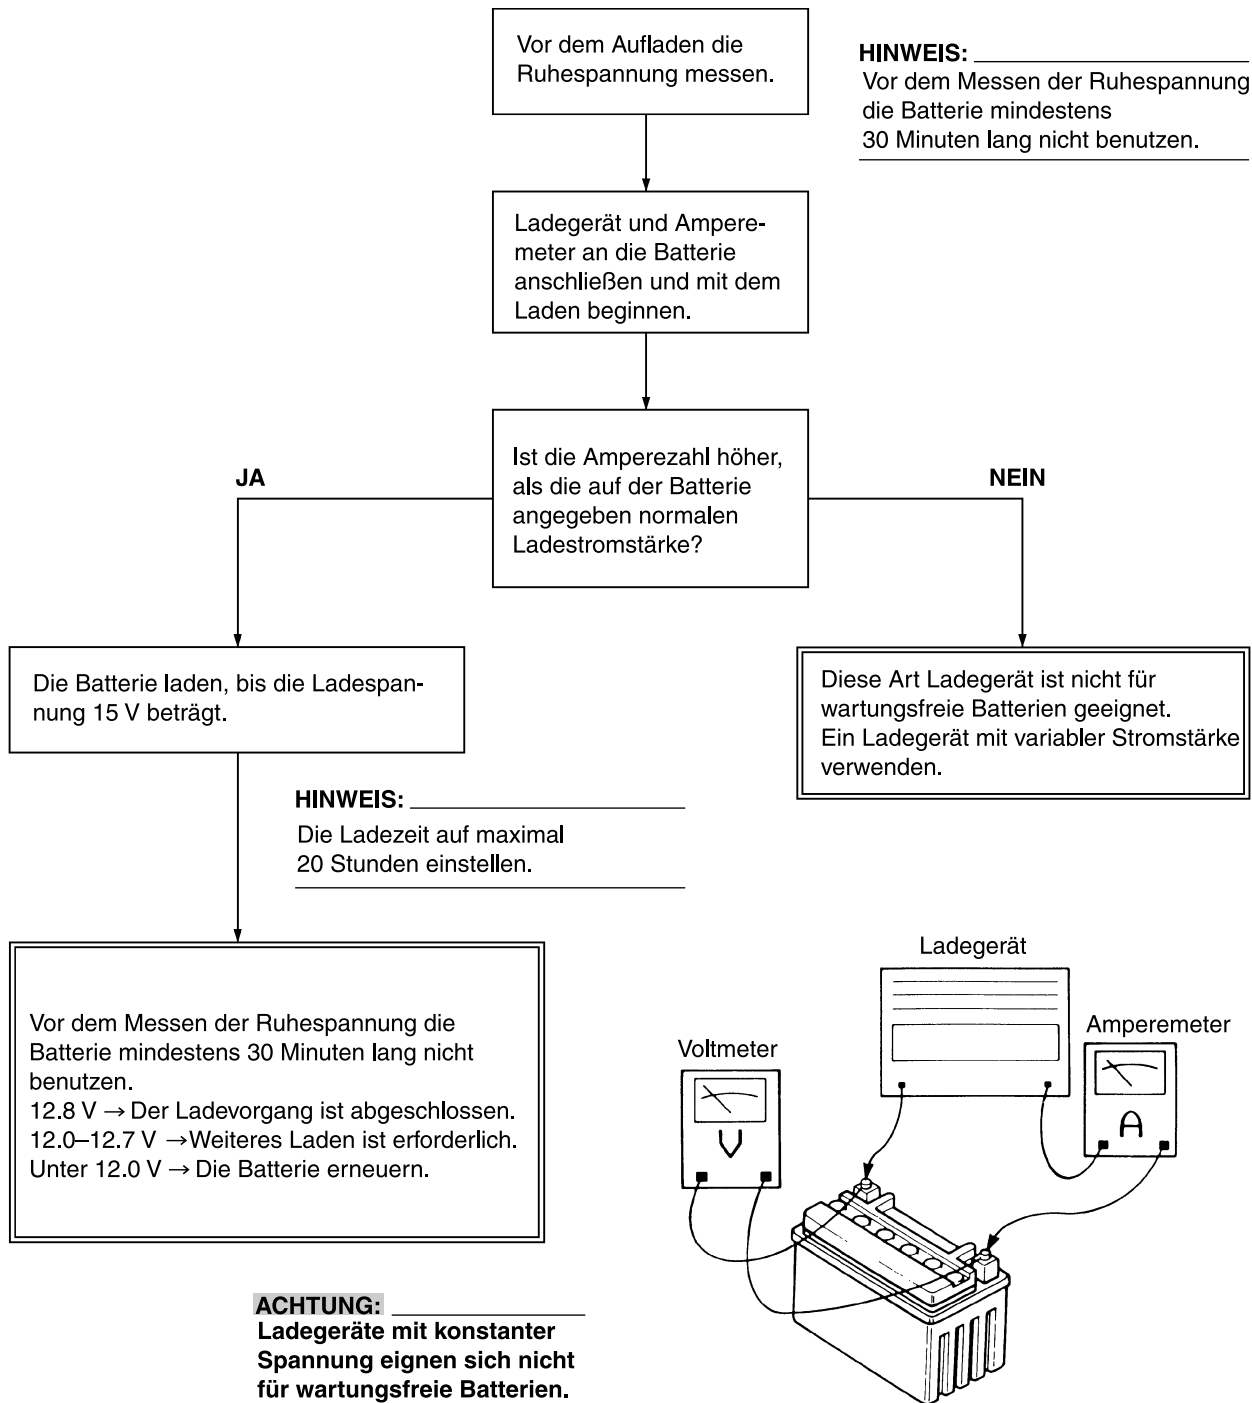 Vor dem Aufladen die
Ruhespannung messen.
HINWEIS:
Vor dem Messen der Ruhespannung
die Batterie mindestens
30 Minuten lang nicht benutzen.
Ladegerät und Ampere-
meter an die Batterie
anschließen und mit dem
Laden beginnen.
Ist die Amperezahl höher,
als die auf der Batterie
angegeben normalen
Ladestromstärke?
JA
NEIN
Die Batterie laden, bis die Ladespan-
nung 15 V beträgt.
Diese Art Ladegerät ist nicht für
wartungsfreie Batterien geeignet.
Ein Ladegerät mit variabler Stromstärke
verwenden.
HINWEIS:
Die Ladezeit auf maximal
20 Stunden einstellen.
Vor dem Messen der Ruhespannung die
Batterie mindestens 30 Minuten lang nicht
benutzen.
12.8 V → Der Ladevorgang ist abgeschlossen.
12.0–12.7 V → Weiteres Laden ist erforderlich.
Unter 12.0 V → Die Batterie erneuern.
Ladegerät
Amperemeter
Voltmeter
A
V
ACHTUNG:
Ladegeräte mit konstanter
Spannung eignen sich nicht
für wartungsfreie Batterien.